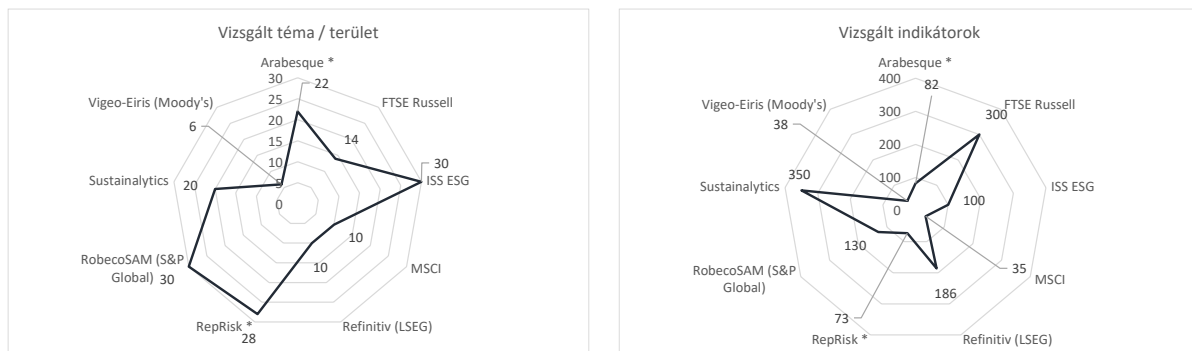 Vizsgált téma / terület
Arabesque *
30
22
25
20
15
10
5
0
FTSE Russell
14
30
ISS ESG
10
MSCI
10
Refinitiv (LSEG)
RepRisk *
28
RobecoSAM (S&P
Global)
30
Sustainalytics
20
Vigeo-Eiris (Moody's)
6
Vizsgált indikátorok
Arabesque *
400
82
300
200
100
0
FTSE Russell
300
ISS ESG
100
MSCI
35
Refinitiv (LSEG)
186
RepRisk *
73
RobecoSAM (S&P
Global)
130
Sustainalytics
350
Vigeo-Eiris (Moody's)
38